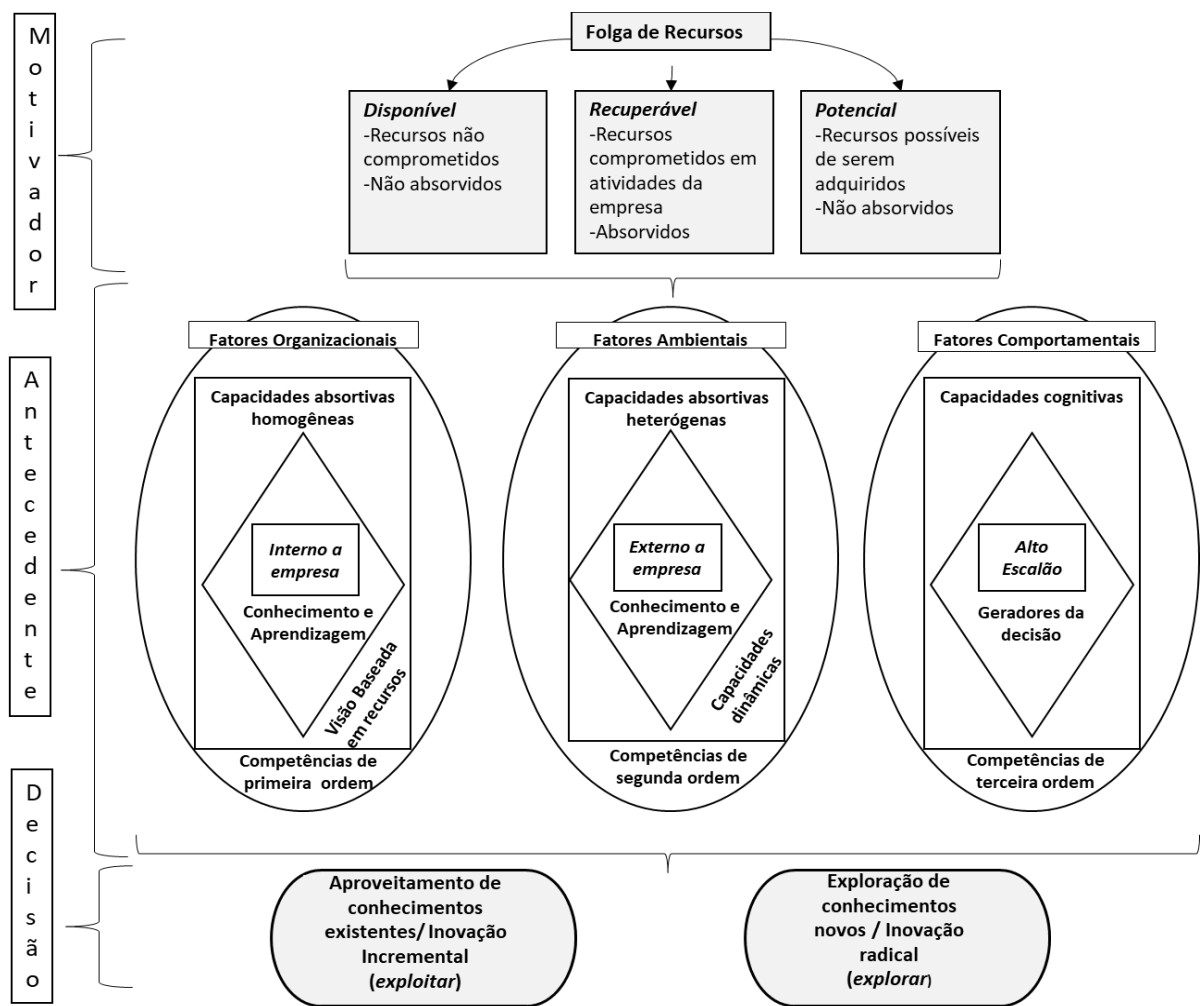 Motivador
Folga de Recursos
Disponível
-Recursos não
comprometidos
-Não absorvidos
Recuperável
-Recursos
comprometidos em
atividades da
empresa
-Absorvidos
Potencial
-Recursos possíveis
de serem
adquiridos
-Não absorvidos
Antecedente
Fatores Organizacionais
Capacidades absortivas
homogêneas
Interno a
empresa
Conhecimento e
Aprendizagem
Visão Baseada
em recursos
Competências de
primeira ordem
Fatores Ambientais
Capacidades absortivas
heterógenas
Externo a
empresa
Conhecimento e
Aprendizagem
Capacidades
dinâmicas
Competências de
segunda ordem
Fatores Comportamentais
Capacidades cognitivas
Alto
Escalão
Geradores da
decisão
Competências de
terceira ordem
Decisão
Aproveitamento de
conhecimentos
existentes/ Inovação
Incremental
(exploitar)
Exploração de
conhecimentos
novos / Inovação
radical
(explorar)